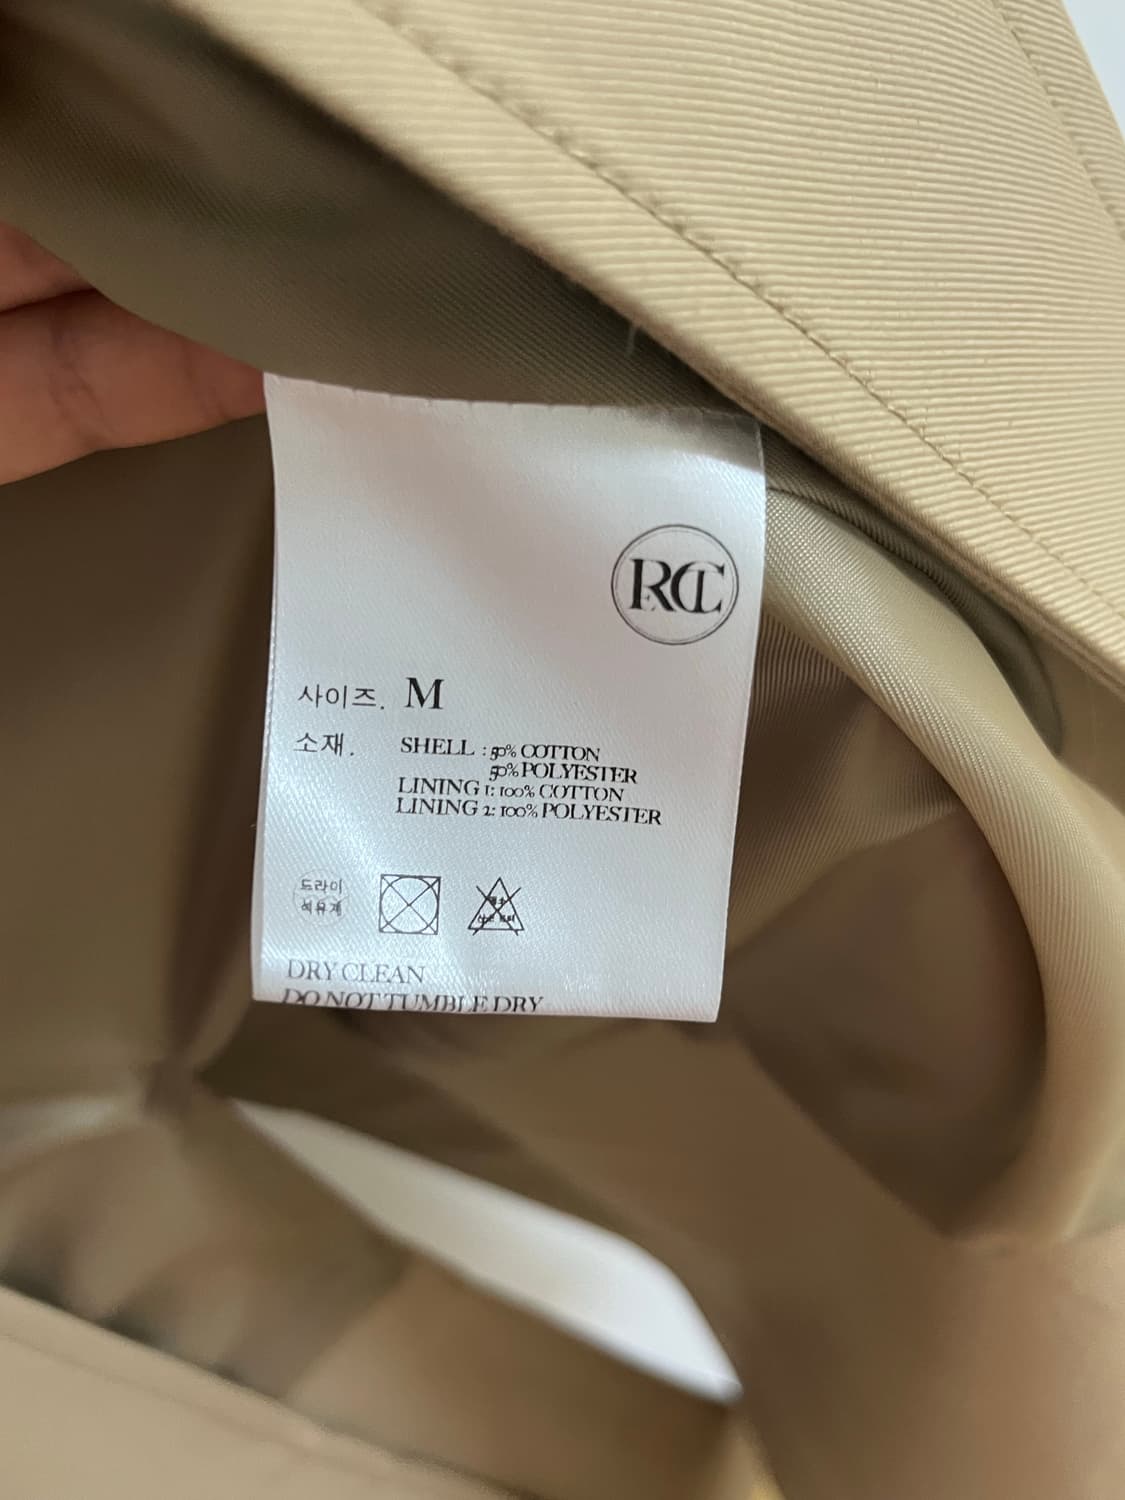 사이즈. M
소재. SHELL : 50% COTTON
50% POLYESTER
LINING 1: 100% COTTON
LINING 2: 100% POLYESTER
드라이
석유계
DRY CLEAN
DO NOT TUMBLE DRY